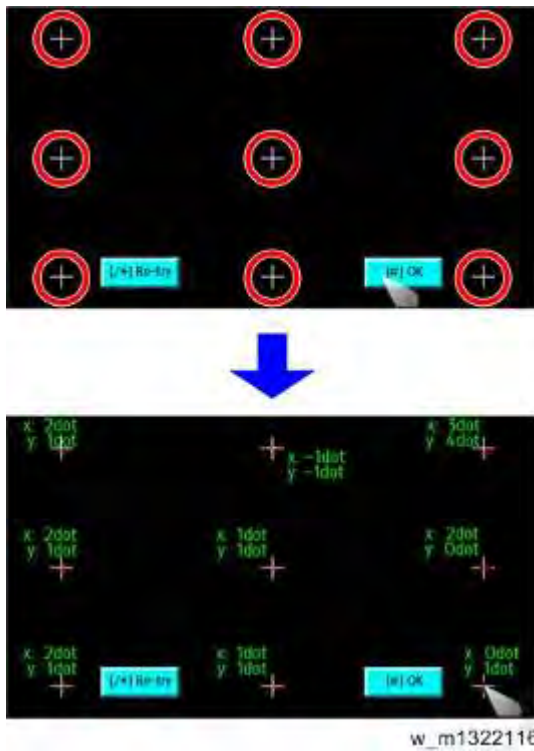 [/*] Re-try
[#] OK
x: 2dot
y: 1dot
x: -1dot
y: -1dot
x: 3dot
y: 4dot
x: 2dot
y: 1dot
x: 1dot
y: 1dot
x: 2dot
y: 0dot
x: 2dot
y: 1dot
x: 1dot
y: 1dot
x: 0dot
y: 1dot
[/*] Re-try
[#] OK
w_m1322116